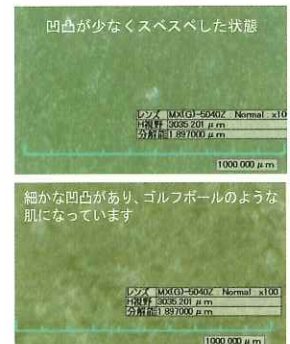 凹凸が少なくスベスベした状態
レンズ MX(G)-5040Z Normal : x10
H視野 3035.201 μm
分解能 1.897000 μm
1000.000 μm
細かな凹凸があり、ゴルフボールのような
肌になっています
レンズ MX(G)-5040Z Normal x100
H視野 3035.201 μm
分解能 1.897000 μm
1000.000 μm